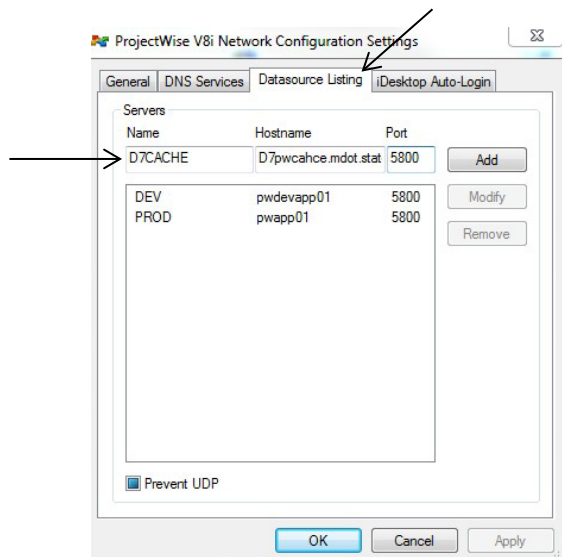 ProjectWise V8i Network Configuration Settings
General DNS Services Datasource Listing iDesktop Auto-Login
Servers
Name Hostname Port
D7CACHE D7pwcahce.mdot.stat 5800 Add
DEV pwdevapp01 5800 Modify
PROD pwapp01 5800
Remove
Prevent UDP
OK Cancel Apply